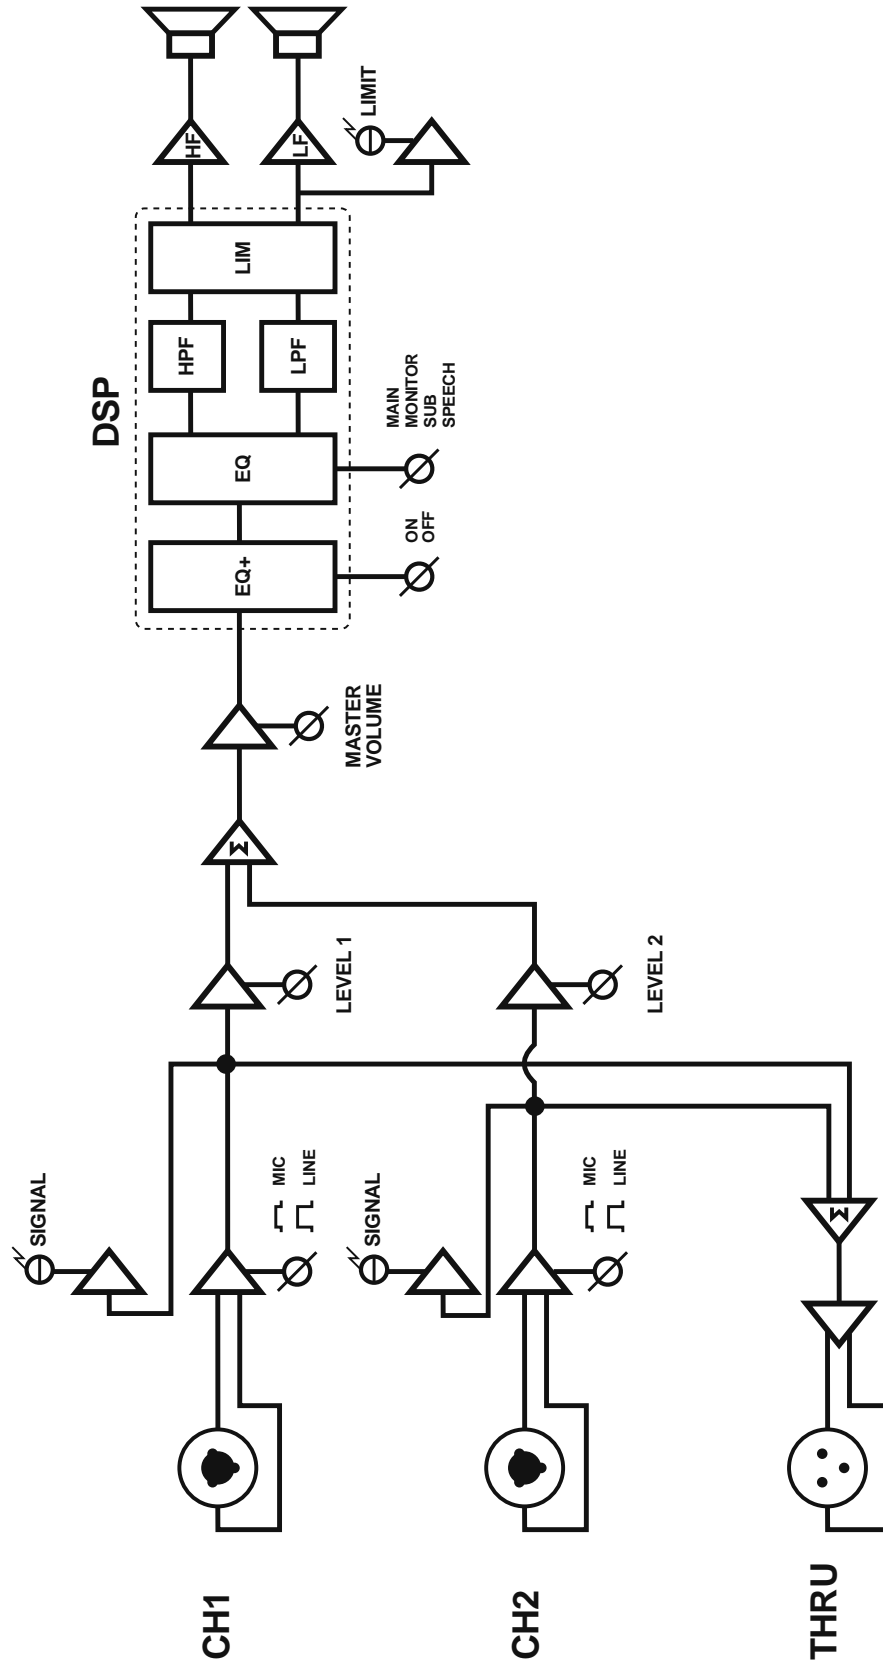 CH1
SIGNAL
MIC
LINE
LEVEL 1
Σ
MASTER
VOLUME
DSP
EQ+
ON
OFF
EQ
MAIN
MONITOR
SUB
SPEECH
HPF
LPF
LIM
HF
LF
LIMIT
CH2
SIGNAL
MIC
LINE
LEVEL 2
THRU
Σ